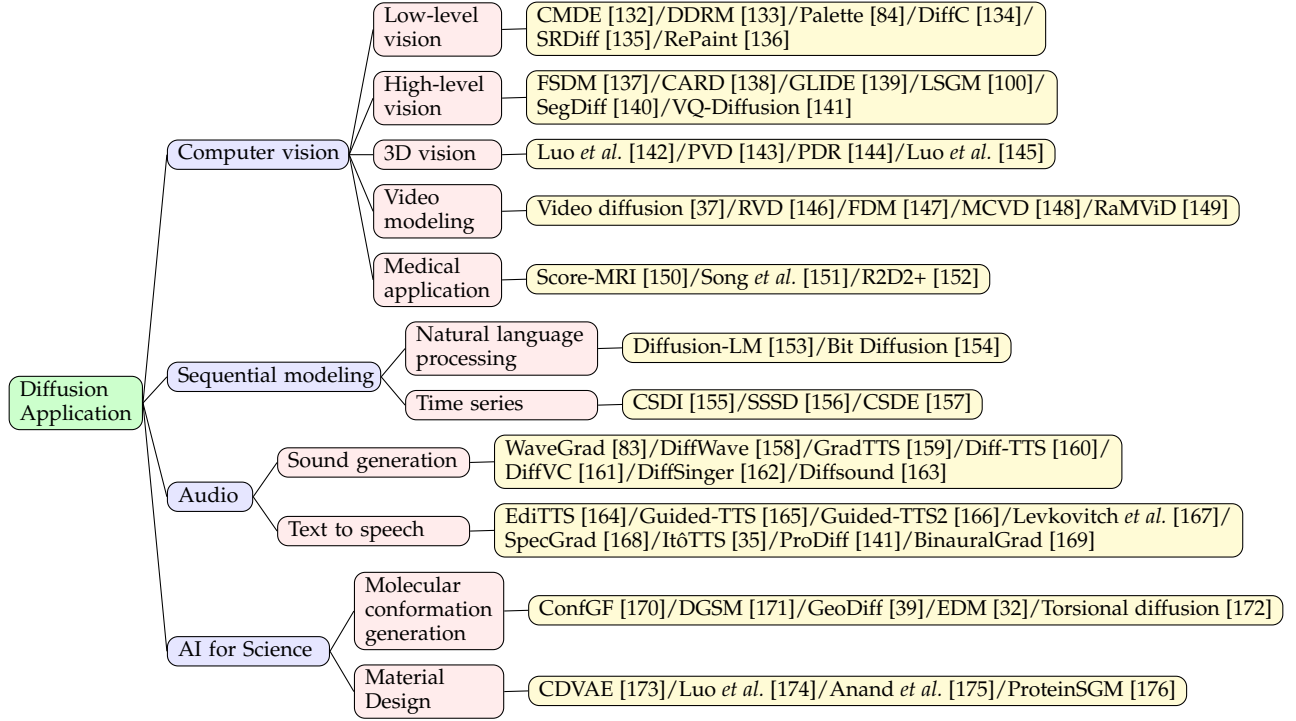 Diffusion
Application
Computer vision
Low-level
vision
CMDE [132]/DDRM [133]/Palette [84]/DiffC [134]/
SRDiff [135]/RePaint [136]
High-level
vision
FSDM [137]/CARD [138]/GLIDE [139]/LSGM [100]/
SegDiff [140]/VQ-Diffusion [141]
3D vision
Luo et al. [142]/PVD [143]/PDR [144]/Luo et al. [145]
Video
modeling
Video diffusion [37]/RVD [146]/FDM [147]/MCVD [148]/RaMViD [149]
Medical
application
Score-MRI [150]/Song et al. [151]/R2D2+ [152]
Sequential modeling
Natural language
processing
Diffusion-LM [153]/Bit Diffusion [154]
Time series
CSDI [155]/SSSD [156]/CSDE [157]
Audio
Sound generation
WaveGrad [83]/DiffWave [158]/GradTTS [159]/Diff-TTS [160]/
DiffVC [161]/DiffSinger [162]/Diffsound [163]
Text to speech
EdiTTS [164]/Guided-TTS [165]/Guided-TTS2 [166]/Levkovitch et al. [167]/
SpecGrad [168]/ItôTTS [35]/ProDiff [141]/BinauralGrad [169]
AI for Science
Molecular
conformation
generation
ConfGF [170]/DGSM [171]/GeoDiff [39]/EDM [32]/Torsional diffusion [172]
Material
Design
CDVAE [173]/Luo et al. [174]/Anand et al. [175]/ProteinSGM [176]